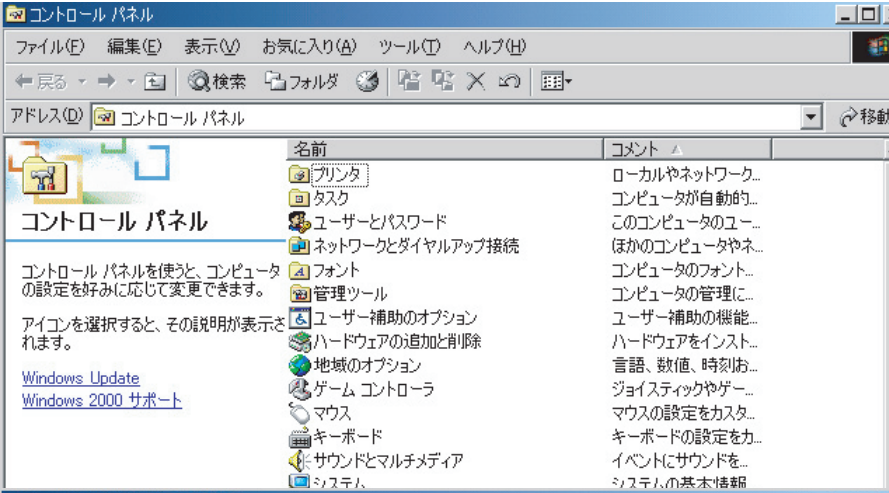 コントロール パネル
ファイル(F) 編集(E) 表示(V) お気に入り(A) ツール(T) ヘルプ(H)
戻る 検索 フォルダ
アドレス(D) コントロール パネル 移動
コントロール パネル
コントロール パネルを使うと、コンピュータ
の設定を好みに応じて変更できます。
アイコンを選択すると、その説明が表示さ
れます。
Windows Update
Windows 2000 サポート
名前 コメント
プリンタ ローカルやネットワーク...
タスク コンピュータが自動的...
ユーザーとパスワード このコンピュータのユー...
ネットワークとダイヤルアップ接続 ほかのコンピュータやネ...
フォント コンピュータのフォント...
管理ツール コンピュータの管理に...
ユーザー補助のオプション ユーザー補助の機能...
ハードウェアの追加と削除 ハードウェアをインスト...
地域のオプション 言語、数値、時刻お...
ゲーム コントローラ ジョイスティックやゲー...
マウス マウスの設定をカスタ...
キーボード キーボードの設定をカ...
サウンドとマルチメディア イベントにサウンドを...
システム システムの基本情報